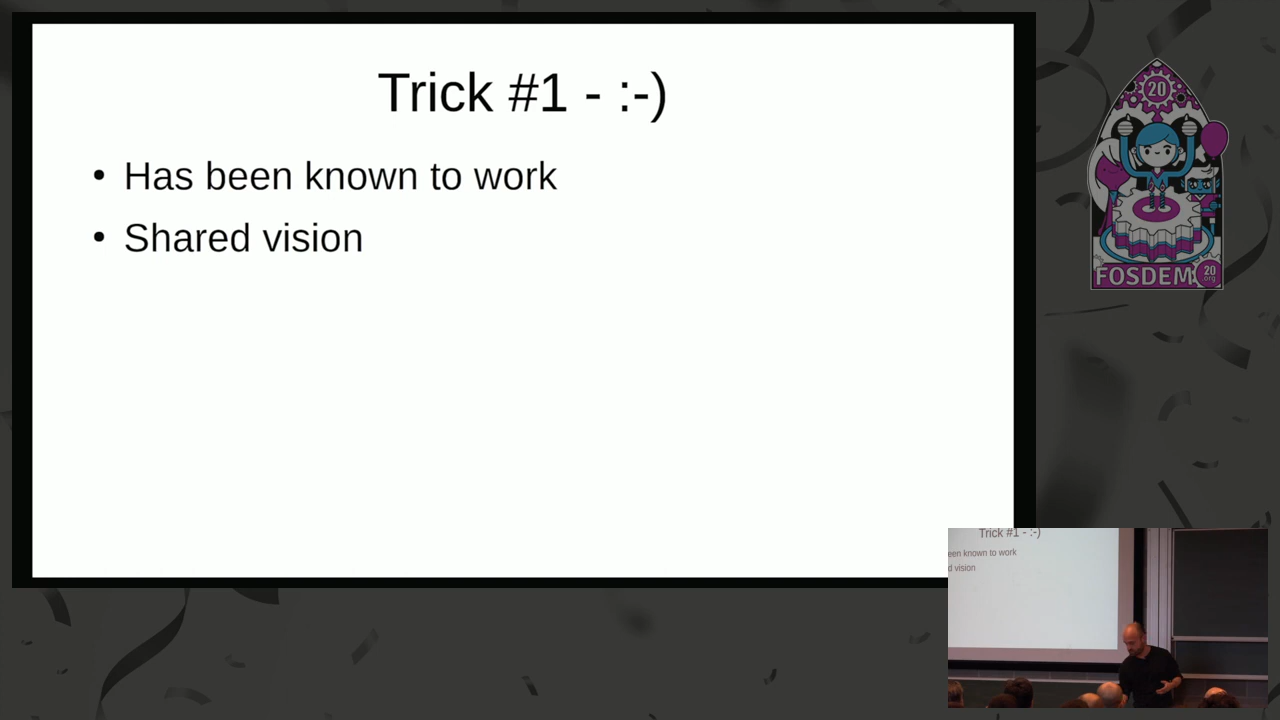 Trick #1 - :-)
• Has been known to work
• Shared vision
20
FOSDEM
20
.org
Trick #1 - :-)
een known to work
d vision